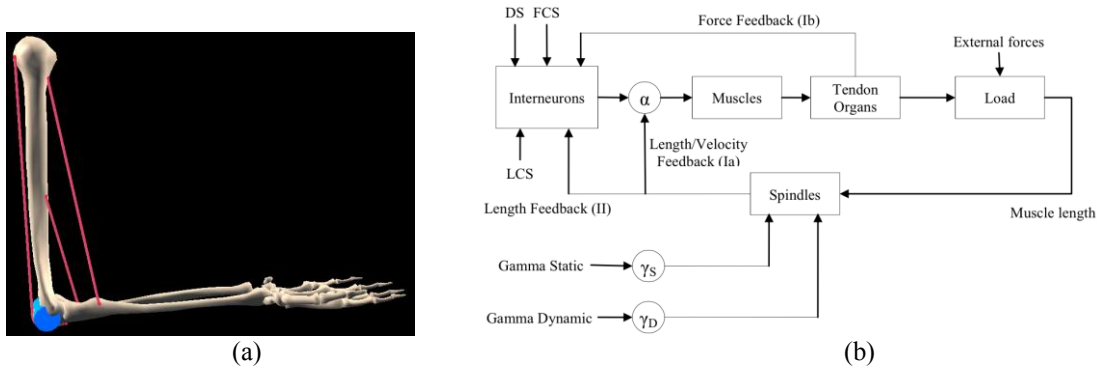 DS FCS
Force Feedback (Ib)
External forces
Interneurons
α
Muscles
Tendon
Organs
Load
Length/Velocity
Feedback (Ia)
LCS
Spindles
Length Feedback (II)
Muscle length
Gamma Static
γS
Gamma Dynamic
γD
(a)
(b)